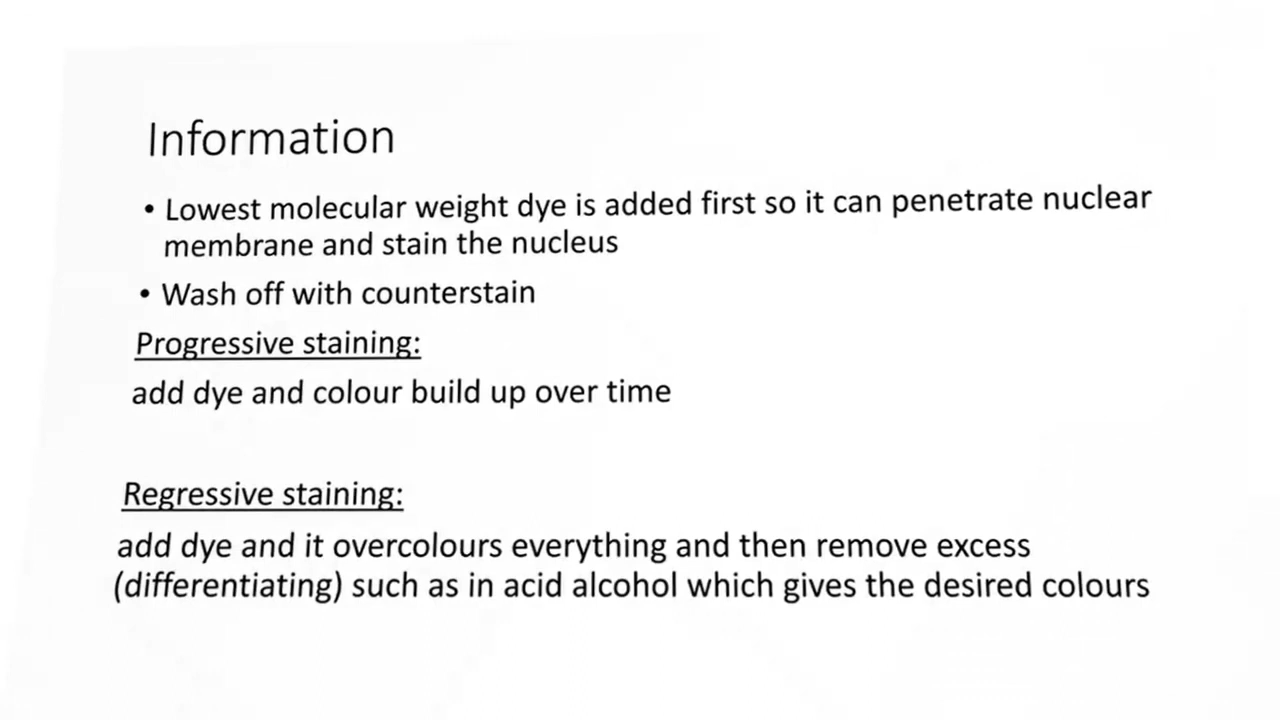 Information
• Lowest molecular weight dye is added first so it can penetrate nuclear
membrane and stain the nucleus
• Wash off with counterstain
Progressive staining:
add dye and colour build up over time
Regressive staining:
add dye and it overcolours everything and then remove excess
(differentiating) such as in acid alcohol which gives the desired colours